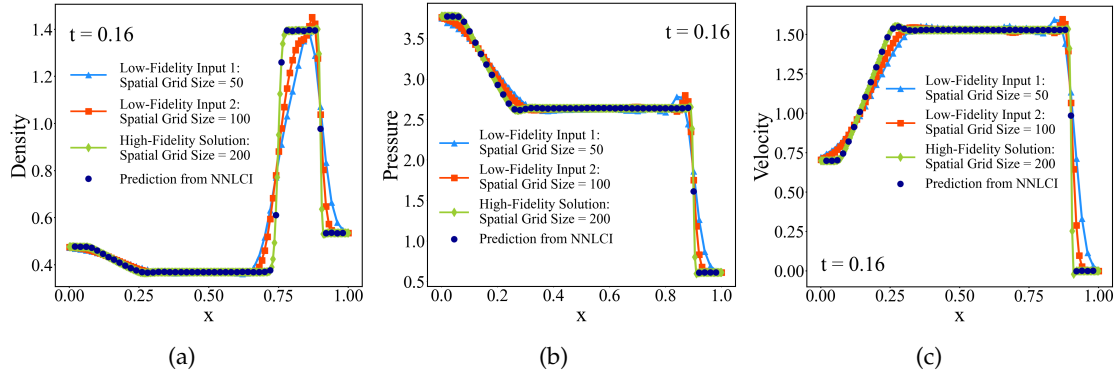 1.4
1.2
1.0
0.8
0.6
0.4
Density
t = 0.16
Low-Fidelity Input 1:
Spatial Grid Size = 50
Low-Fidelity Input 2:
Spatial Grid Size = 100
High-Fidelity Solution:
Spatial Grid Size = 200
Prediction from NNLCI
0.00 0.25 0.50 0.75 1.00
x
(a)
3.8
3.2
2.5
1.8
1.2
0.5
Pressure
t = 0.16
Low-Fidelity Input 1:
Spatial Grid Size = 50
Low-Fidelity Input 2:
Spatial Grid Size = 100
High-Fidelity Solution:
Spatial Grid Size = 200
Prediction from NNLCI
0.0 0.2 0.4 0.6 0.8 1.0
x
(b)
1.50
1.25
1.00
0.75
0.50
0.25
0.00
Velocity
Low-Fidelity Input 1:
Spatial Grid Size = 50
Low-Fidelity Input 2:
Spatial Grid Size = 100
High-Fidelity Solution:
Spatial Grid Size = 200
Prediction from NNLCI
t = 0.16
0.00 0.25 0.50 0.75 1.00
x
(c)